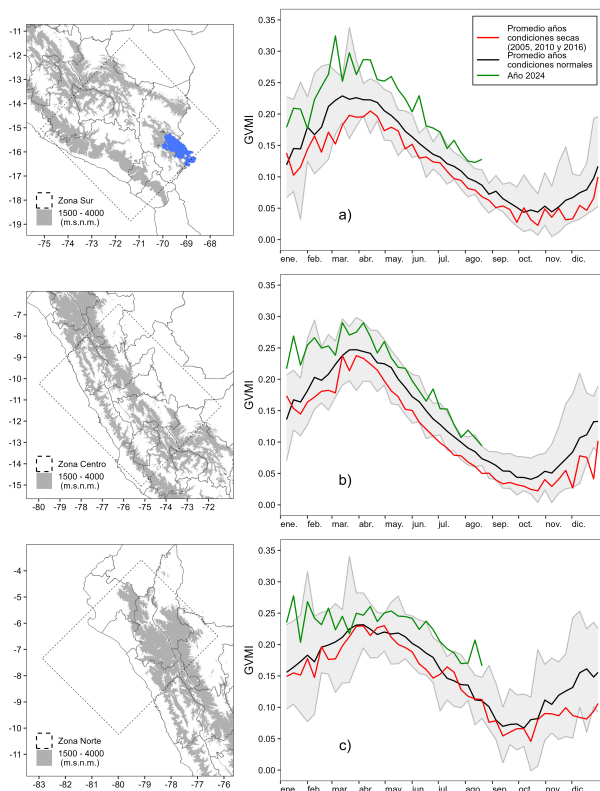 -11
-12
-13
-14
-15
-16
-17
-18
-19
Zona Sur
1500 - 4000
(m.s.n.m.)
-75 -74 -73 -72 -71 -70 -69 -68 -67
GVMI
0.35
0.30
0.25
0.20
0.15
0.10
0.05
0.00
Promedio años
condiciones secas
(2005, 2010 y 2016)
Promedio años
condiciones normales
Año 2024
a)
ene. feb. mar. abr. may. jun. jul. ago. sep. oct. nov. dic.
-7
-8
-9
-10
-11
-12
-13
-14
-15
Zona Centro
1500 - 4000
(m.s.n.m.)
-80 -79 -78 -77 -76 -75 -74 -73 -72 -71
GVMI
0.35
0.30
0.25
0.20
0.15
0.10
0.05
0.00
b)
ene. feb. mar. abr. may. jun. jul. ago. sep. oct. nov. dic.
-4
-5
-6
-7
-8
-9
-10
-11
Zona Norte
1500 - 4000
(m.s.n.m.)
-83 -82 -81 -80 -79 -78 -77 -76
GVMI
0.35
0.30
0.25
0.20
0.15
0.10
0.05
0.00
c)
ene. feb. mar. abr. may. jun. jul. ago. sep. oct. nov. dic.